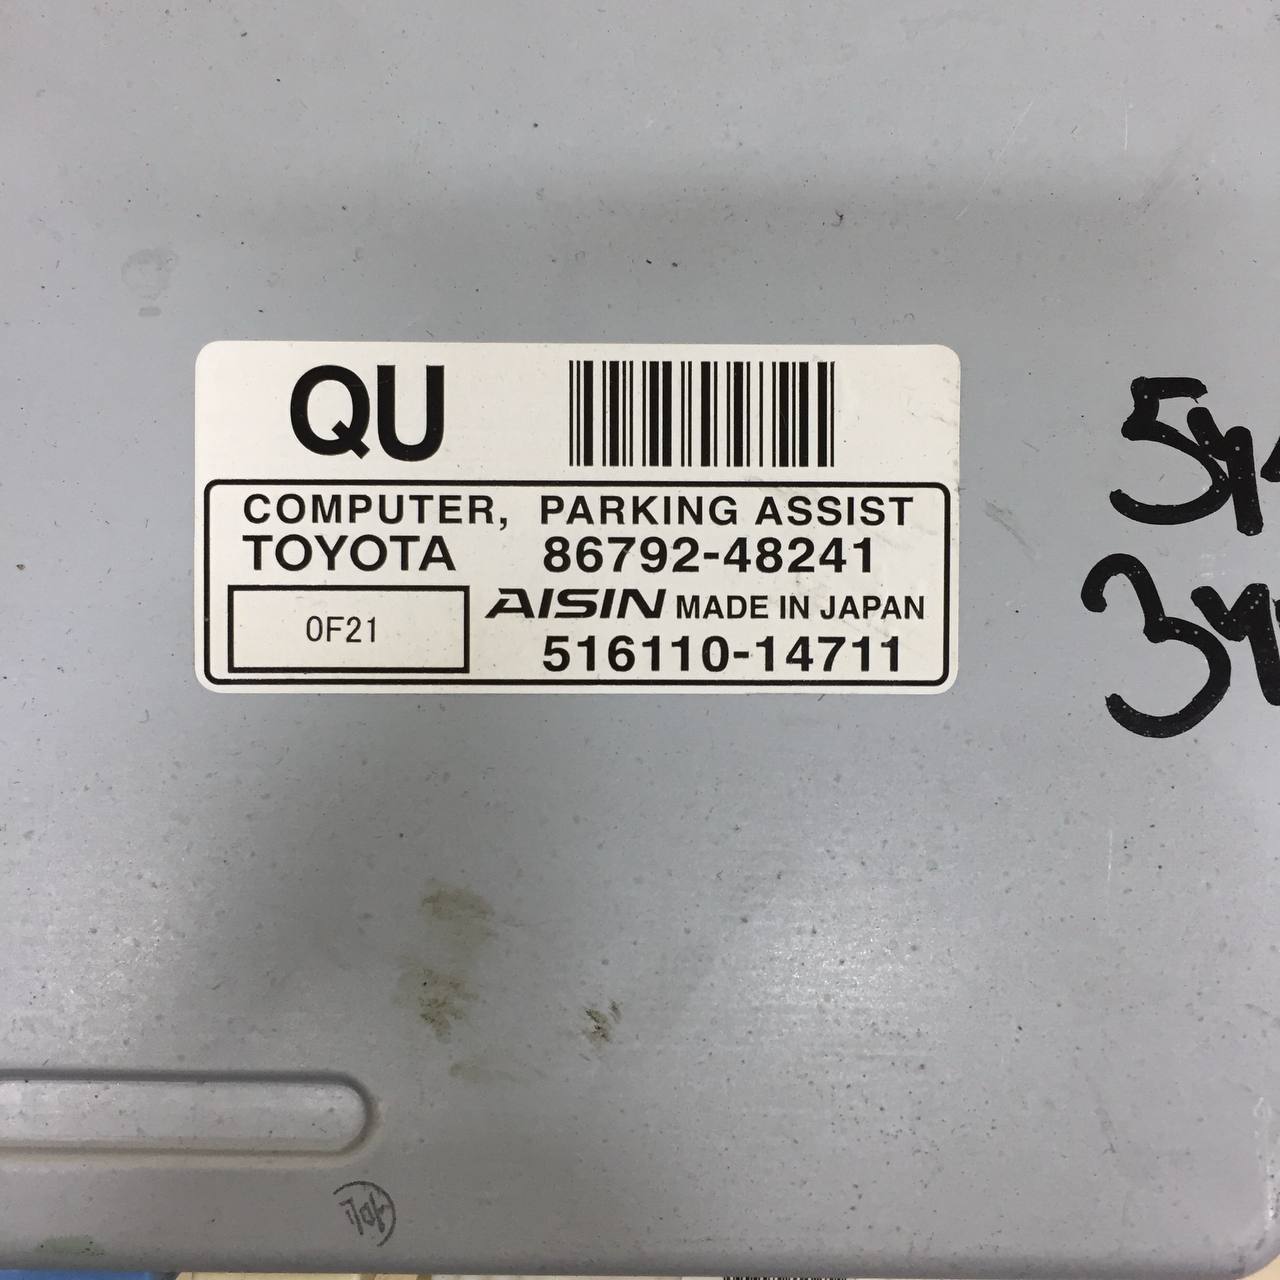 QU
COMPUTER, PARKING ASSIST
TOYOTA 86792-48241
AISIN MADE IN JAPAN
0F21
516110-14711